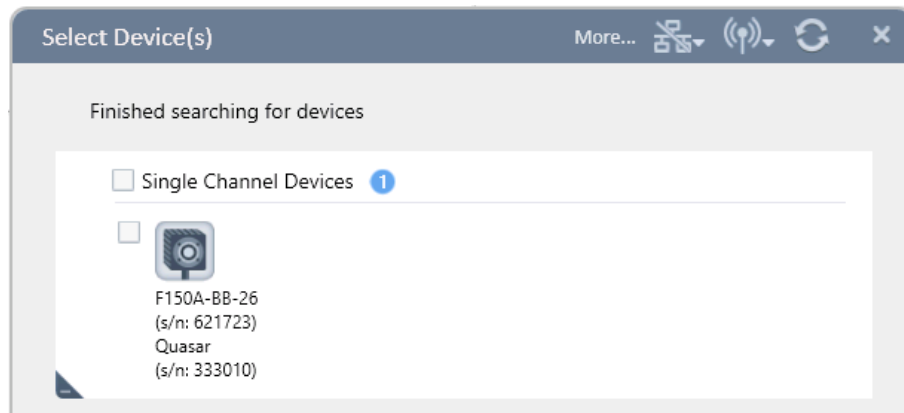 Select Device(s)
More...
Finished searching for devices
Single Channel Devices 1
F150A-BB-26
(s/n: 621723)
Quasar
(s/n: 333010)